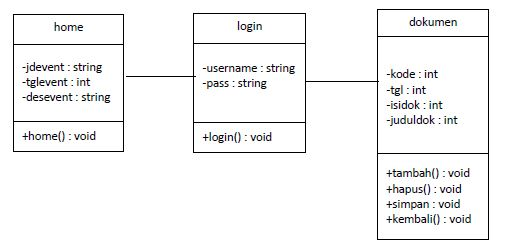 home
-jdevent : string
-tglevent : int
-desevent : string
+home() : void
login
-username : string
-pass : string
+login() : void
dokumen
-kode : int
-tgl : int
-isidok : int
-juduldok : int
+tambah() : void
+hapus() : void
+simpan : void
+kembali() : void